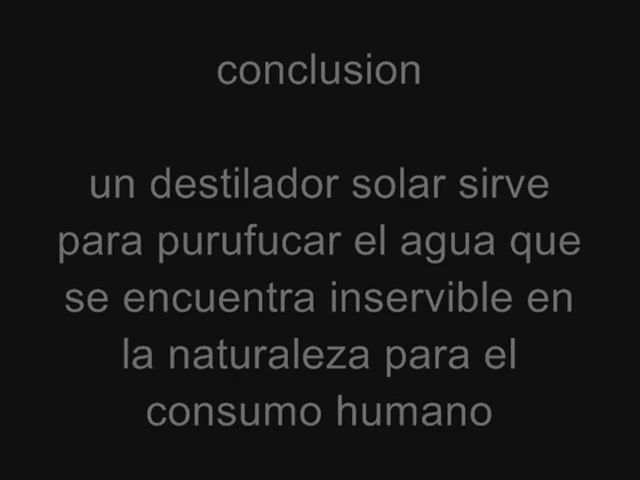 conclusion
un destilador solar sirve
para purufucar el agua que
se encuentra inservible en
la naturaleza para el
consumo humano